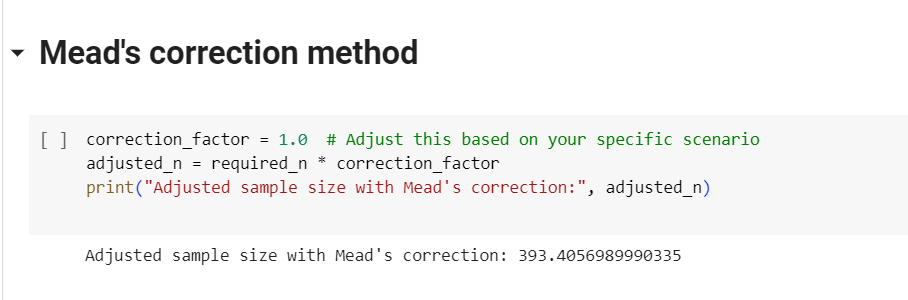 Mead's correction method
[ ] correction_factor = 1.0  # Adjust this based on your specific scenario
adjusted_n = required_n * correction_factor
print("Adjusted sample size with Mead's correction:", adjusted_n)
Adjusted sample size with Mead's correction: 393.4056989990335